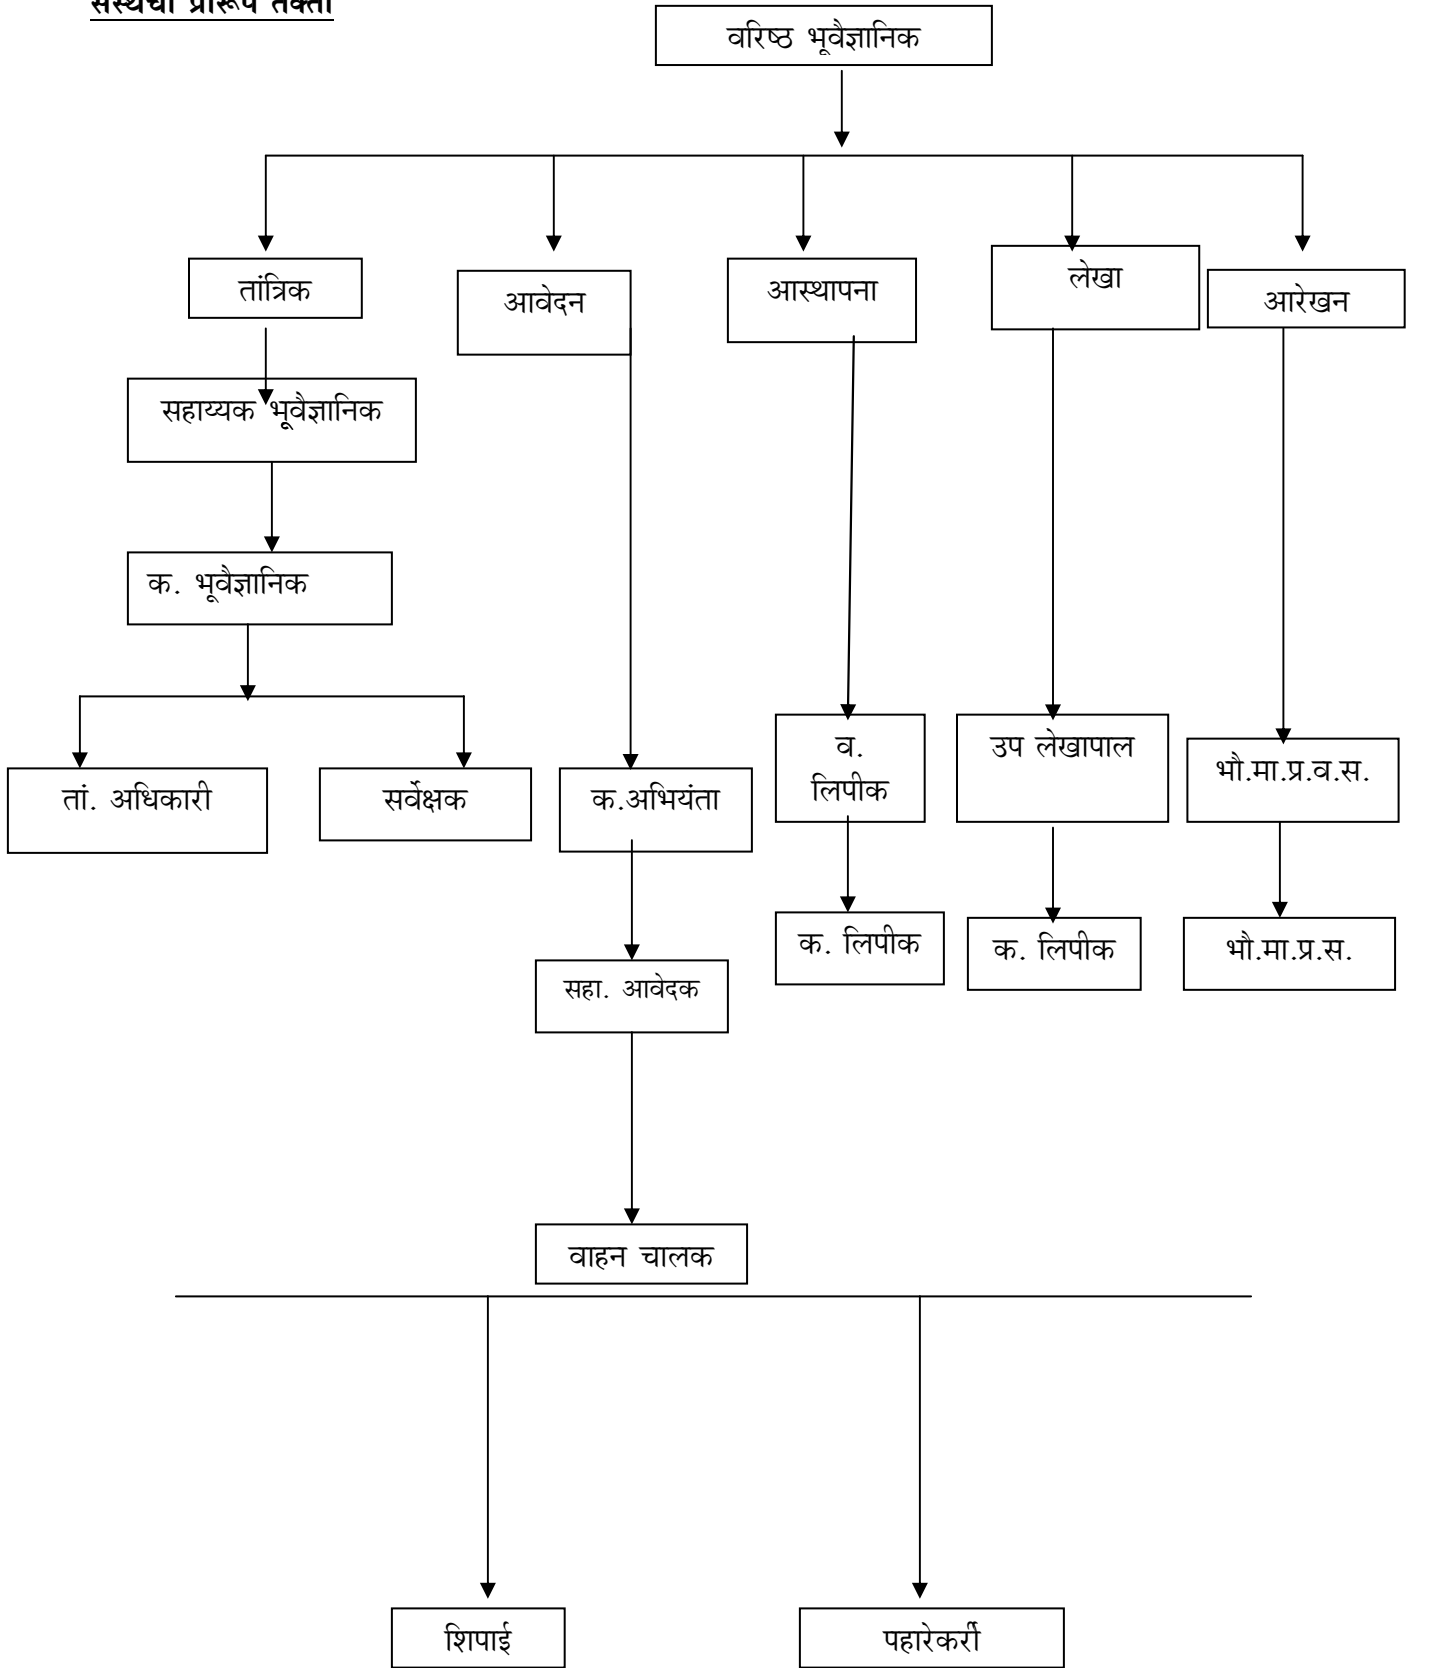 संस्थेचा प्रारूप तक्ता
वरिष्ठ भूवैज्ञानिक
तांत्रिक
आवेदन
आस्थापना
लेखा
आरेखन
सहाय्यक भूवैज्ञानिक
क. भूवैज्ञानिक
तां. अधिकारी
सर्वेक्षक
क.अभियंता
व.
लिपीक
उप लेखापाल
भौ.मा.प्र.व.स.
क. लिपीक
क. लिपीक
भौ.मा.प्र.स.
सहा. आवेदक
वाहन चालक
शिपाई
पहारेकर्री